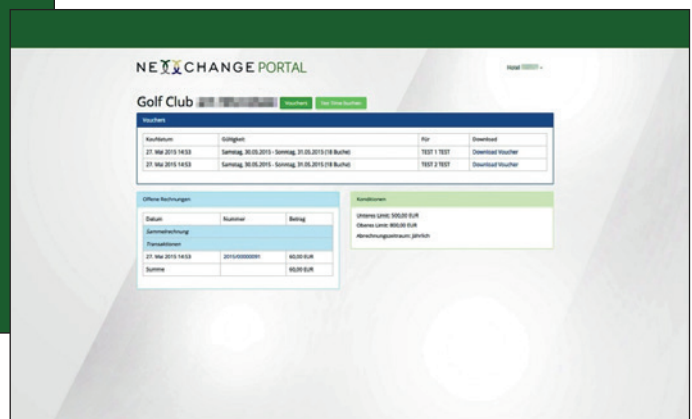 NEXXCHANGE PORTAL
Hotel
Golf Club
Vouchers
Tee Time buchen
Vouchers
Kaufdatum Gültigkeit Für Download
27. Mai 2015 14:53 Samstag, 30.05.2015 - Sonntag, 31.05.2015 (18 Buche) TEST 1 TEST Download Voucher
27. Mai 2015 14:53 Samstag, 30.05.2015 - Sonntag, 31.05.2015 (18 Buche) TEST 2 TEST Download Voucher
Offene Rechnungen
Datum Nummer Betrag
Sammelrechnung
Transaktionen
27. Mai 2015 14:53 2015/00000091 60,00 EUR
Summe 60,00 EUR
Konditionen
Unteres Limit: 500,00 EUR
Oberes Limit: 800,00 EUR
Abrechnungszeitraum: Jährlich